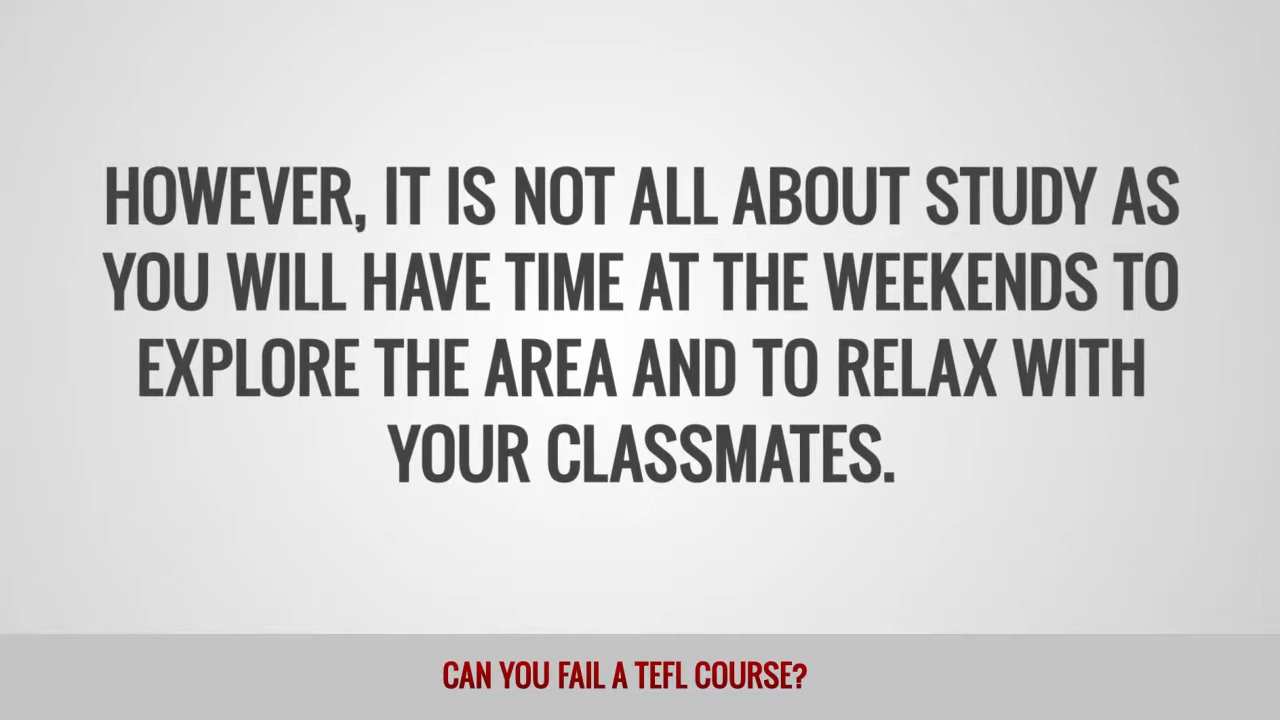 HOWEVER, IT IS NOT ALL ABOUT STUDY AS
YOU WILL HAVE TIME AT THE WEEKENDS TO
EXPLORE THE AREA AND TO RELAX WITH
YOUR CLASSMATES.
CAN YOU FAIL A TEFL COURSE?